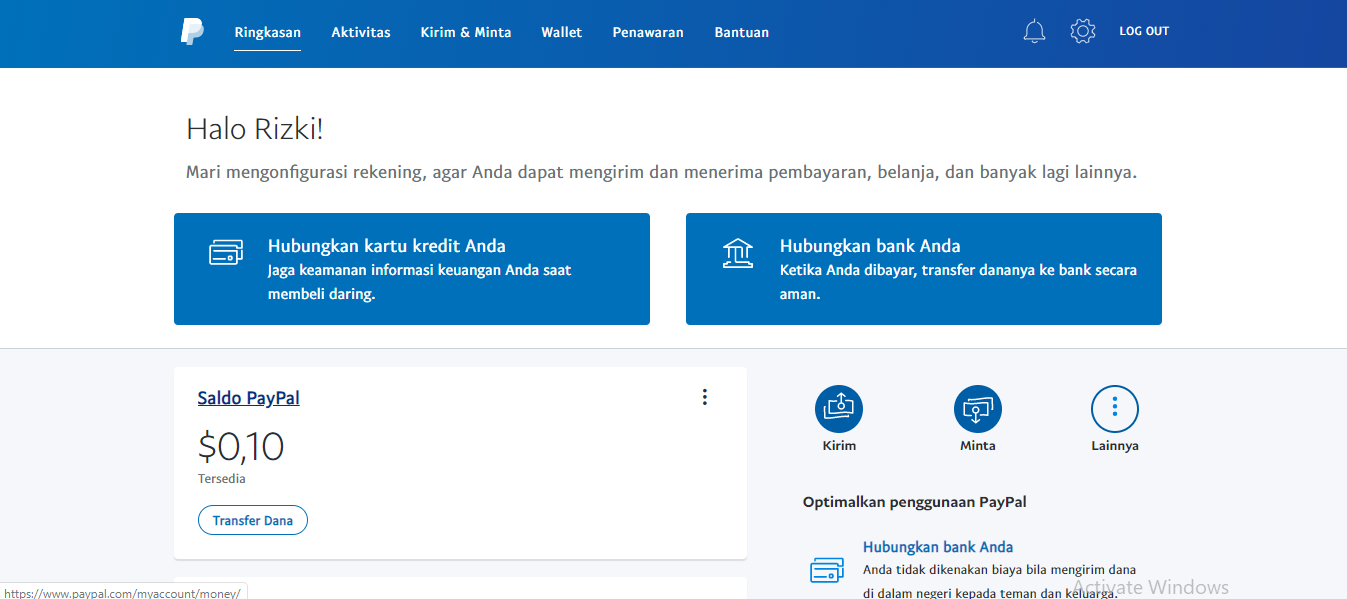 Ringkasan Aktivitas Kirim & Minta Wallet Penawaran Bantuan LOG OUT
Halo Rizki!
Mari mengonfigurasi rekening, agar Anda dapat mengirim dan menerima pembayaran, belanja, dan banyak lagi lainnya.
Hubungkan kartu kredit Anda
Jaga keamanan informasi keuangan Anda saat
membeli daring.
Hubungkan bank Anda
Ketika Anda dibayar, transfer dananya ke bank secara
aman.
Saldo PayPal
$0,10
Tersedia
Transfer Dana
Kirim
Minta
Lainnya
Optimalkan penggunaan PayPal
Hubungkan bank Anda
Anda tidak dikenakan biaya bila mengirim dana
di dalam negeri kepada teman dan keluarga.
Activate Windows
https://www.paypal.com/myaccount/money/